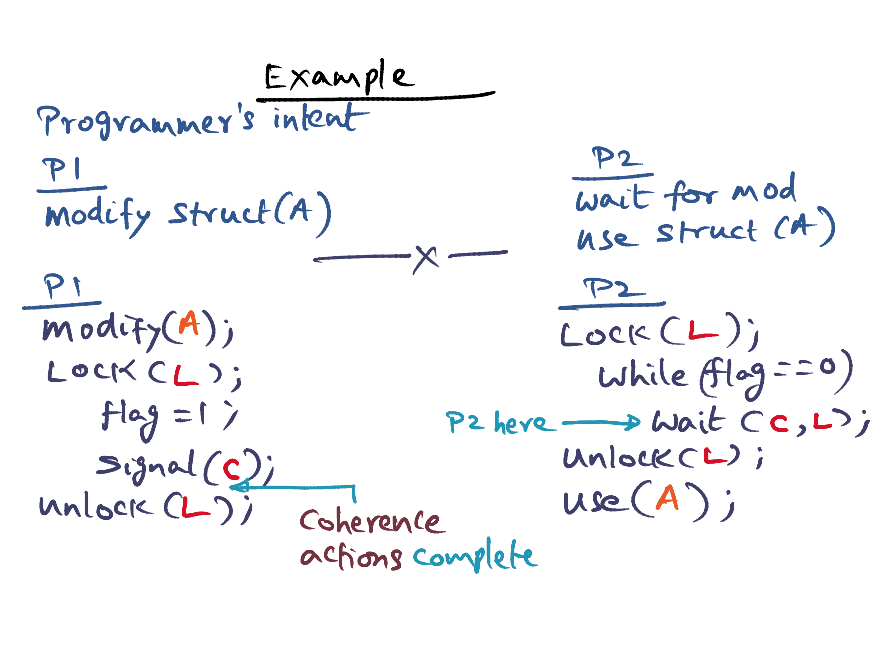 Example
Programmer's intent
P1
modify struct(A)
P2
wait for mod
use struct (A)
x
P1
modify(A);
Lock(L);
flag = 1;
signal(c);
unlock(L);
Coherence
actions complete
P2
Lock(L);
while (flag==0)
P2 here → wait (c,L);
unlock(L);
use(A);